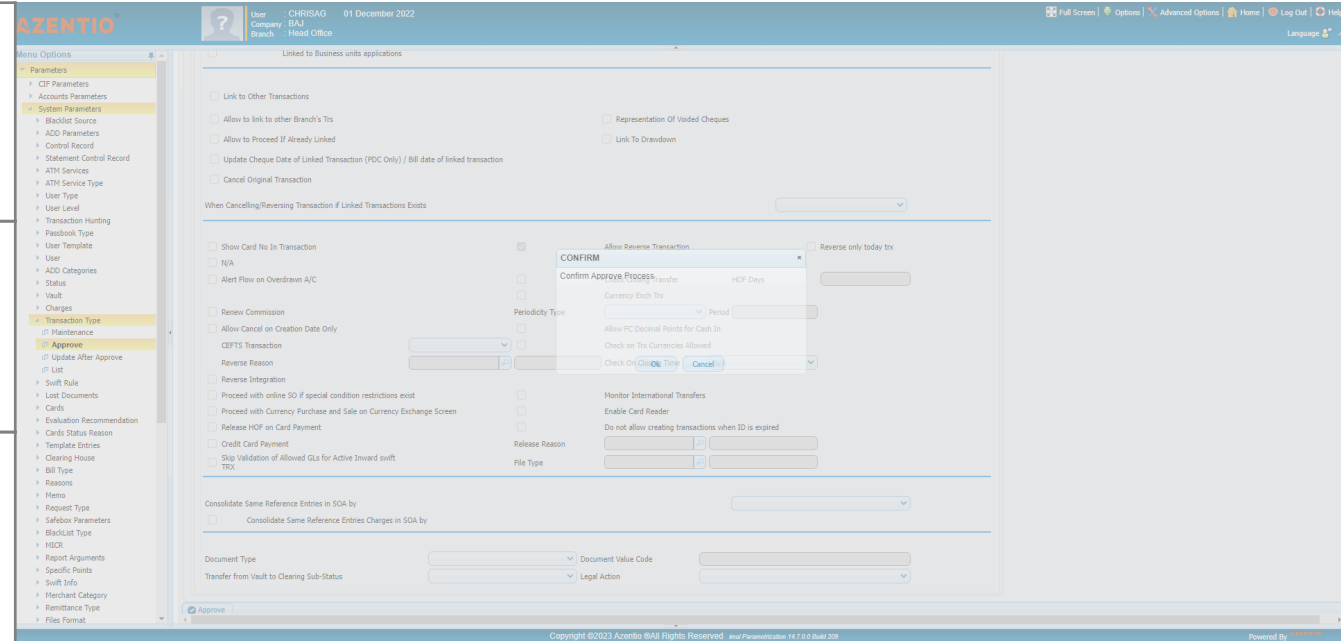 AZENTIO
?
User : CHRISAG 01 December 2022
Company : BAJ
Branch : Head Office
Full Screen | Options | Advanced Options | Home | Log Out | Help
Language
Menu Options
Parameters
CIF Parameters
Accounts Parameters
System Parameters
Blacklist Source
ADD Parameters
Control Record
Statement Control Record
ATM Services
ATM Service Type
User Type
User Level
Transaction Hunting
Passbook Type
User Template
User
ADD Categories
Status
Vault
Charges
Transaction Type
Maintenance
Approve
Update After Approve
List
Swift Rule
Lost Documents
Cards
Evaluation Recommendation
Cards Status Reason
Template Entries
Clearing House
Bill Type
Reasons
Memo
Request Type
Safebox Parameters
BlackList Type
MICR
Report Arguments
Specific Points
Swift Info
Merchant Category
Remittance Type
Files Format
Linked to Business units applications
Link to Other Transactions
Allow to link to other Branch's Trs Representation Of Voided Cheques
Allow to Proceed If Already Linked Link To Drawdown
Update Cheque Date of Linked Transaction (PDC Only) / Bill date of linked transaction
Cancel Original Transaction
When Cancelling/Reversing Transaction if Linked Transactions Exists
Show Card No In Transaction Allow Reverse Transaction Reverse only today trx
N/A
Alert Flow on Overdrawn A/C Transfer HOF Days
Currency Exch Trx
Renew Commission Periodicity Type Period
Allow Cancel on Creation Date Only Allow FC Decimal Points for Cash In
CEFTS Transaction Check on Trx Currencies Allowed
Reverse Reason Check On Time
Reverse Integration
Proceed with online SO if special condition restrictions exist Monitor International Transfers
Proceed with Currency Purchase and Sale on Currency Exchange Screen Enable Card Reader
Release HOF on Card Payment Do not allow creating transactions when ID is expired
Credit Card Payment Release Reason
Skip Validation of Allowed GLs for Active Inward swift
TRX File Type
Consolidate Same Reference Entries in SOA by
Consolidate Same Reference Entries Charges in SOA by
Document Type Document Value Code
Transfer from Vault to Clearing Sub-Status Legal Action
CONFIRM ×
Confirm Approve Process
Ok Cancel
Approve
Copyright ©2023 Azentio ®All Rights Reserved imal Parametrization 14.7.0.0 Build 209
Powered By